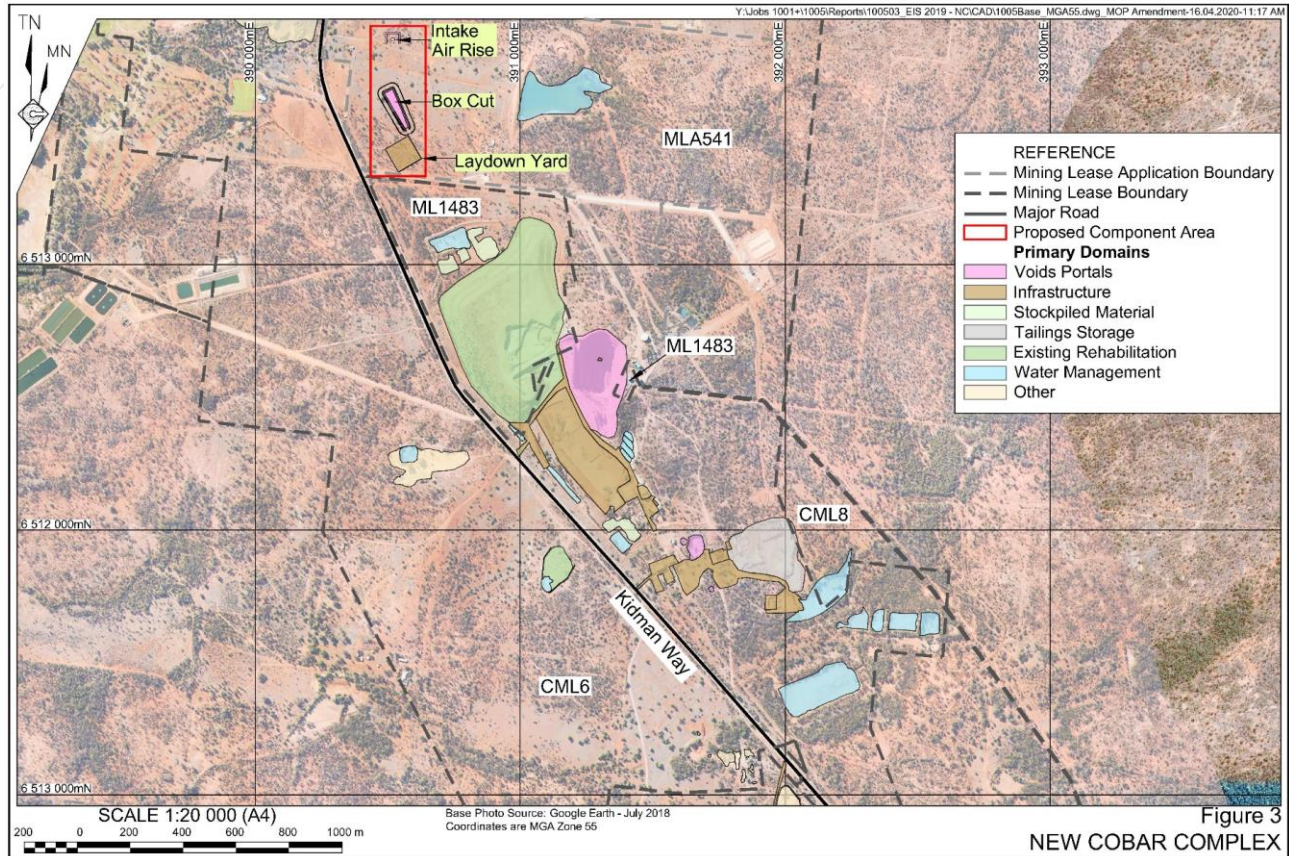 Y:\Jobs 1001+\1005\Reports\100503_EIS 2019 - NC\CAD\1005Base_MGA55.dwg_MOP Amendment-16.04.2020-11:17 AM
TN
MN
390 000mE
391 000mE
392 000mE
393 000mE
Intake
Air Rise
Box Cut
Laydown Yard
MLA541
ML1483
REFERENCE
Mining Lease Application Boundary
Mining Lease Boundary
Major Road
Proposed Component Area
Primary Domains
Voids Portals
Infrastructure
Stockpiled Material
Tailings Storage
Existing Rehabilitation
Water Management
Other
6 513 000mN
ML1483
6 512 000mN
CML8
Kidman Way
CML6
6 513 000mN
SCALE 1:20 000 (A4)
200 0 200 400 600 800 1000 m
Base Photo Source: Google Earth - July 2018
Coordinates are MGA Zone 55
Figure 3
NEW COBAR COMPLEX